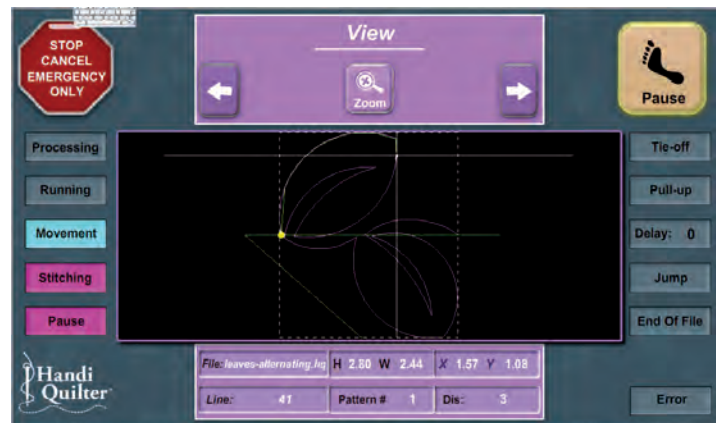 STOP
CANCEL
EMERGENCY
ONLY
View
Zoom
Pause
Processing
Running
Movement
Stitching
Pause
Tie-off
Pull-up
Delay: 0
Jump
End Of File
File: leaves-alternating.hq H 2.80 W 2.44 X 1.57 Y 1.08
Line: 41 Pattern # 1 Dis: 3
Handi
Quilter
Error